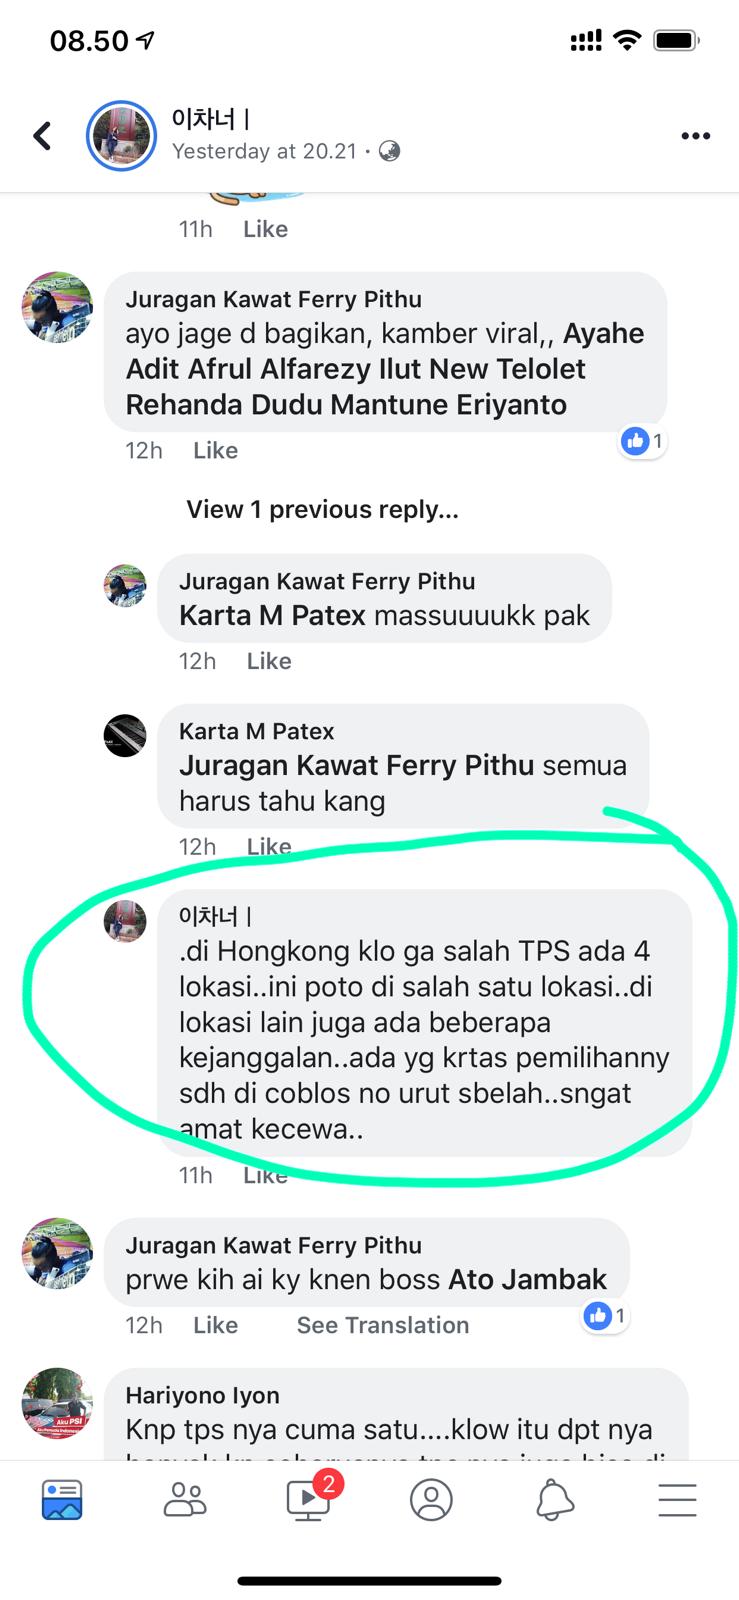 08.50
이차너ㅣ
Yesterday at 20.21 ·
11h Like
Juragan Kawat Ferry Pithu
ayo jage d bagikan, kamber viral,, Ayahe
Adit Afrul Alfarezy Ilut New Telolet
Rehanda Dudu Mantune Eriyanto
12h Like 1
View 1 previous reply...
Juragan Kawat Ferry Pithu
Karta M Patex massuuuukk pak
12h Like
Karta M Patex
Juragan Kawat Ferry Pithu semua
harus tahu kang
12h Like
이차너ㅣ
.di Hongkong klo ga salah TPS ada 4
lokasi..ini poto di salah satu lokasi..di
lokasi lain juga ada beberapa
kejanggalan..ada yg krtas pemilihanny
sdh di coblos no urut sbelah..sngat
amat kecewa..
11h Like
Juragan Kawat Ferry Pithu
prwe kih ai ky knen boss Ato Jambak
12h Like See Translation 1
Hariyono Iyon
Aku PSI
Knp tps nya cuma satu....klow itu dpt nya
2